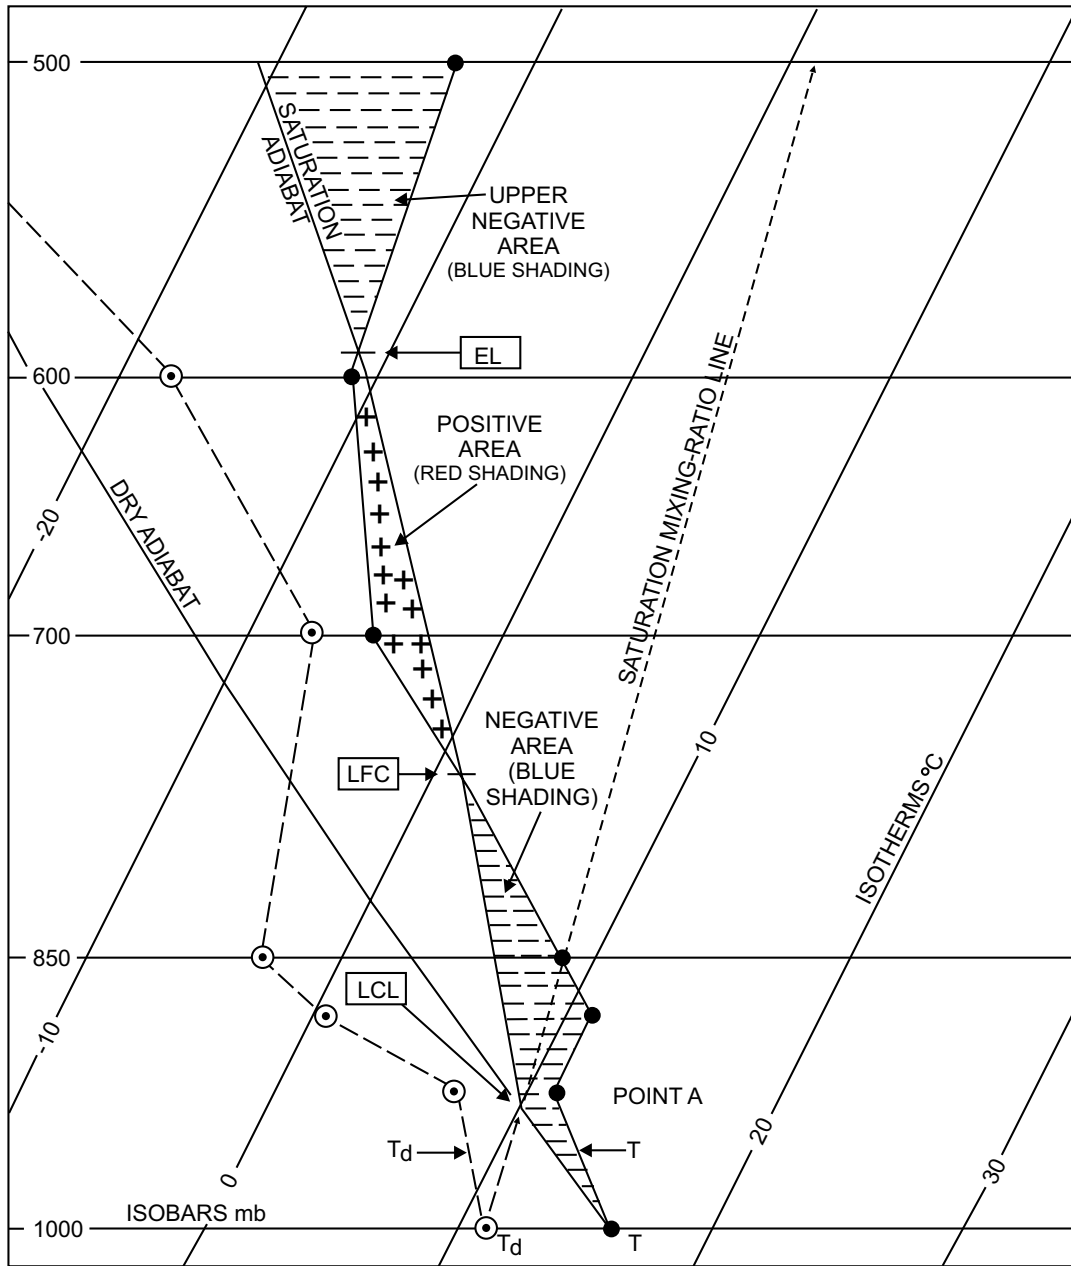 500
SATURATION
ADIABAT
UPPER
NEGATIVE
AREA
(BLUE SHADING)
EL
600
POSITIVE
AREA
(RED SHADING)
SATURATION MIXING-RATIO LINE
-20
DRY ADIABAT
700
NEGATIVE
AREA
(BLUE
SHADING)
LFC
10
ISOTHERMS ºC
850
LCL
-10
POINT A
Td
T
20
0
30
ISOBARS mb
1000
Td
T